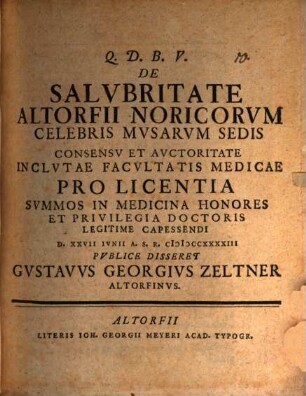 Q. D. B. V.
DE
SALVBRITATE
ALTORFII NORICORVM
CELEBRIS MVSARVM SEDIS
CONSENSV ET AVCTORITATE
INCLVTAE FACVLTATIS MEDICAE
PRO LICENTIA
SVMMOS IN MEDICINA HONORES
ET PRIVILEGIA DOCTORIS
LEGITIME CAPESSENDI
D. XXVII IVNII A. S. R. CIƆIƆCCXXXXIII
PVBLICE DISSERET
GVSTAVVS GEORGIVS ZELTNER
ALTORFINVS.
ALTORFII
LITERIS IOH. GEORGII MEYERI ACAD. TYPOGR.